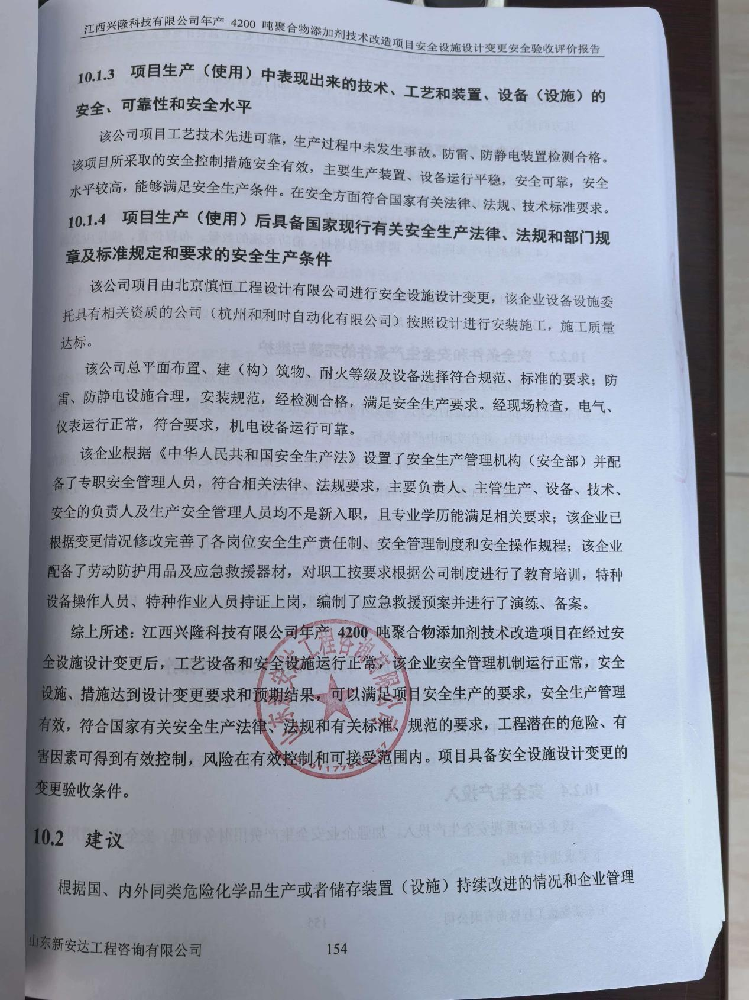 江西兴隆科技有限公司年产 4200 吨聚合物添加剂技术改造项目安全设施设计变更安全验收评价报告
10.1.3 项目生产（使用）中表现出来的技术、工艺和装置、设备（设施）的
安全、可靠性和安全水平
该公司项目工艺技术先进可靠，生产过程中未发生事故。防雷、防静电装置检测合格。
该项目所采取的安全控制措施安全有效，主要生产装置、设备运行平稳，安全可靠，安全
水平较高，能够满足安全生产条件。在安全方面符合国家有关法律、法规、技术标准要求。
10.1.4 项目生产（使用）后具备国家现行有关安全生产法律、法规和部门规
章及标准规定和要求的安全生产条件
该公司项目由北京慎恒工程设计有限公司进行安全设施设计变更，该企业设备设施委
托具有相关资质的公司（杭州和利时自动化有限公司）按照设计进行安装施工，施工质量
达标。
该公司总平面布置、建（构）筑物、耐火等级及设备选择符合规范、标准的要求；防
雷、防静电设施合理，安装规范，经检测合格，满足安全生产要求。经现场检查，电气、
仪表运行正常，符合要求，机电设备运行可靠。
该企业根据《中华人民共和国安全生产法》设置了安全生产管理机构（安全部）并配
备了专职安全管理人员，符合相关法律、法规要求，主要负责人、主管生产、设备、技术、
安全的负责人及生产安全管理人员均不是新入职，且专业学历能满足相关要求；该企业已
根据变更情况修改完善了各岗位安全生产责任制、安全管理制度和安全操作规程；该企业
配备了劳动防护用品及应急救援器材，对职工按要求根据公司制度进行了教育培训，特种
设备操作人员、特种作业人员持证上岗，编制了应急救援预案并进行了演练、备案。
综上所述：江西兴隆科技有限公司年产 4200 吨聚合物添加剂技术改造项目在经过安
全设施设计变更后，工艺设备和安全设施运行正常，该企业安全管理机制运行正常，安全
设施、措施达到设计变更要求和预期结果，可以满足项目安全生产的要求，安全生产管理
有效，符合国家有关安全生产法律、法规和有关标准、规范的要求，工程潜在的危险、有
害因素可得到有效控制，风险在有效控制和可接受范围内。项目具备安全设施设计变更的
变更验收条件。
山东新安达工程咨询有限公司
10.2 建议
根据国、内外同类危险化学品生产或者储存装置（设施）持续改进的情况和企业管理
山东新安达工程咨询有限公司 154